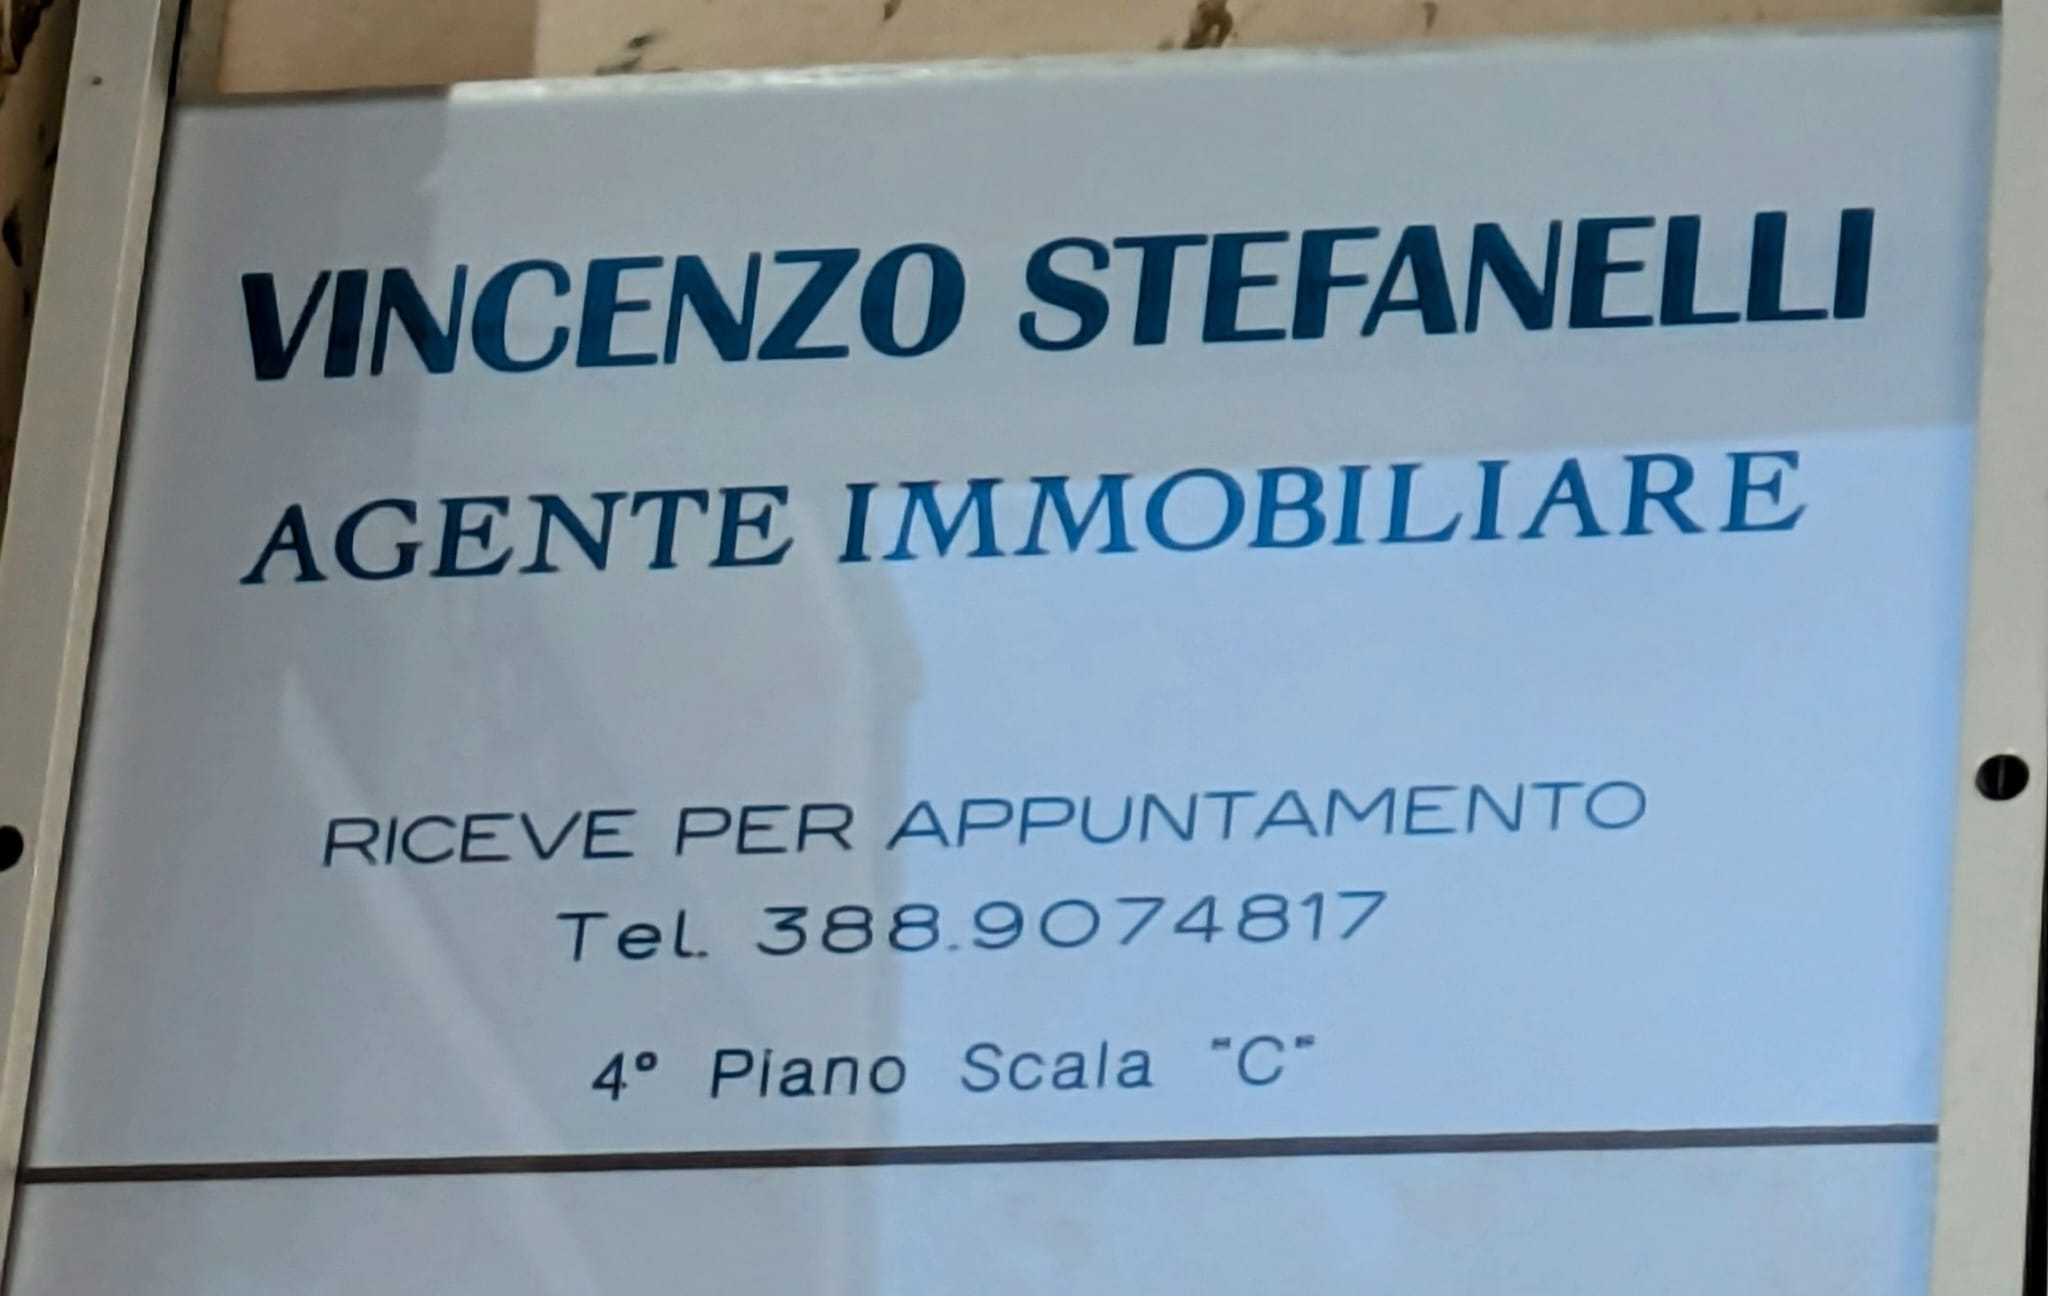 VINCENZO STEFANELLI
AGENTE IMMOBILIARE
RICEVE PER APPUNTAMENTO
Tel. 388.9074817
4° Piano Scala "C"